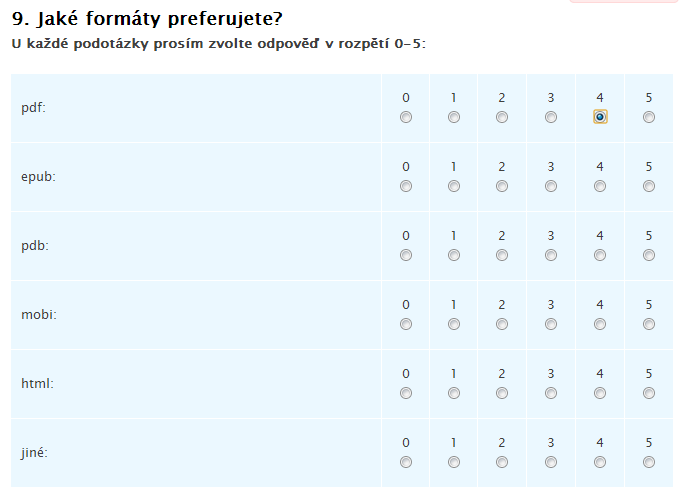 9. Jaké formáty preferujete?
U každé podotázky prosím zvolte odpověď v rozpětí 0-5:
pdf: 0 1 2 3 4 5
epub: 0 1 2 3 4 5
pdb: 0 1 2 3 4 5
mobi: 0 1 2 3 4 5
html: 0 1 2 3 4 5
jiné: 0 1 2 3 4 5